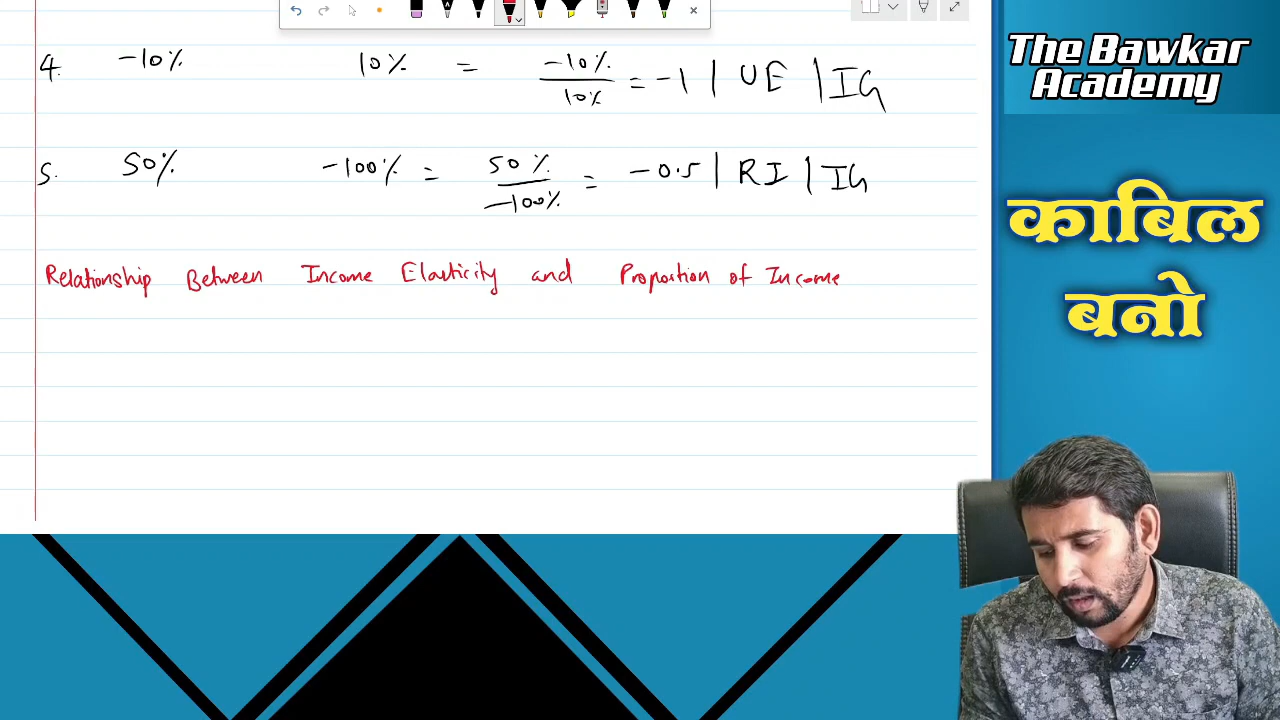 4. -10% 10% = -10%/10% = -1 | UE | IG
5. 50% -100% = 50%/-100% = -0.5 | RI | IG
Relationship Between Income Elasticity and Proportion of Income
The Bawkar
Academy
काबिल
बनो